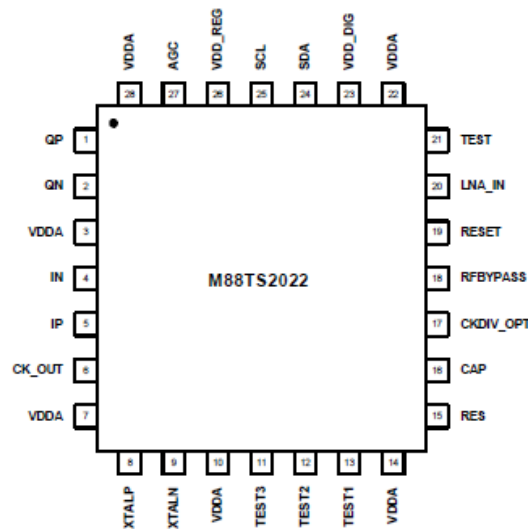 VDDA AGC VDD_REG SCL SDA VDD_DIG VDDA
28 27 26 25 24 23 22
QP 1 21 TEST
QN 2 20 LNA_IN
VDDA 3 19 RESET
IN 4 18 RFBYPASS
M88TS2022
IP 5 17 CKDIV_OPT
CK_OUT 6 16 CAP
VDDA 7 15 RES
8 9 10 11 12 13 14
XTALP XTALN VDDA TEST3 TEST2 TEST1 VDDA